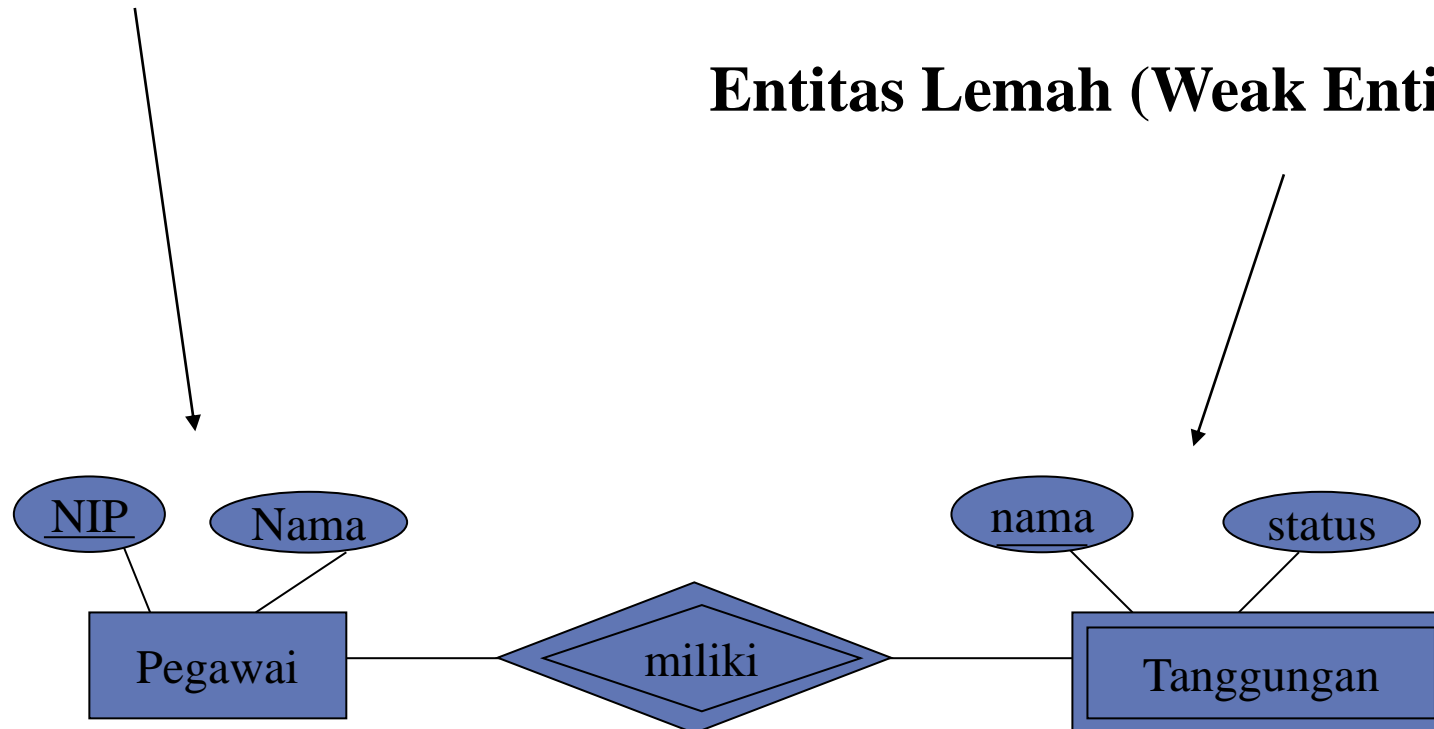 Entitas Lemah (Weak Enti
NIP
Nama
nama
status
Pegawai
miliki
Tanggungan